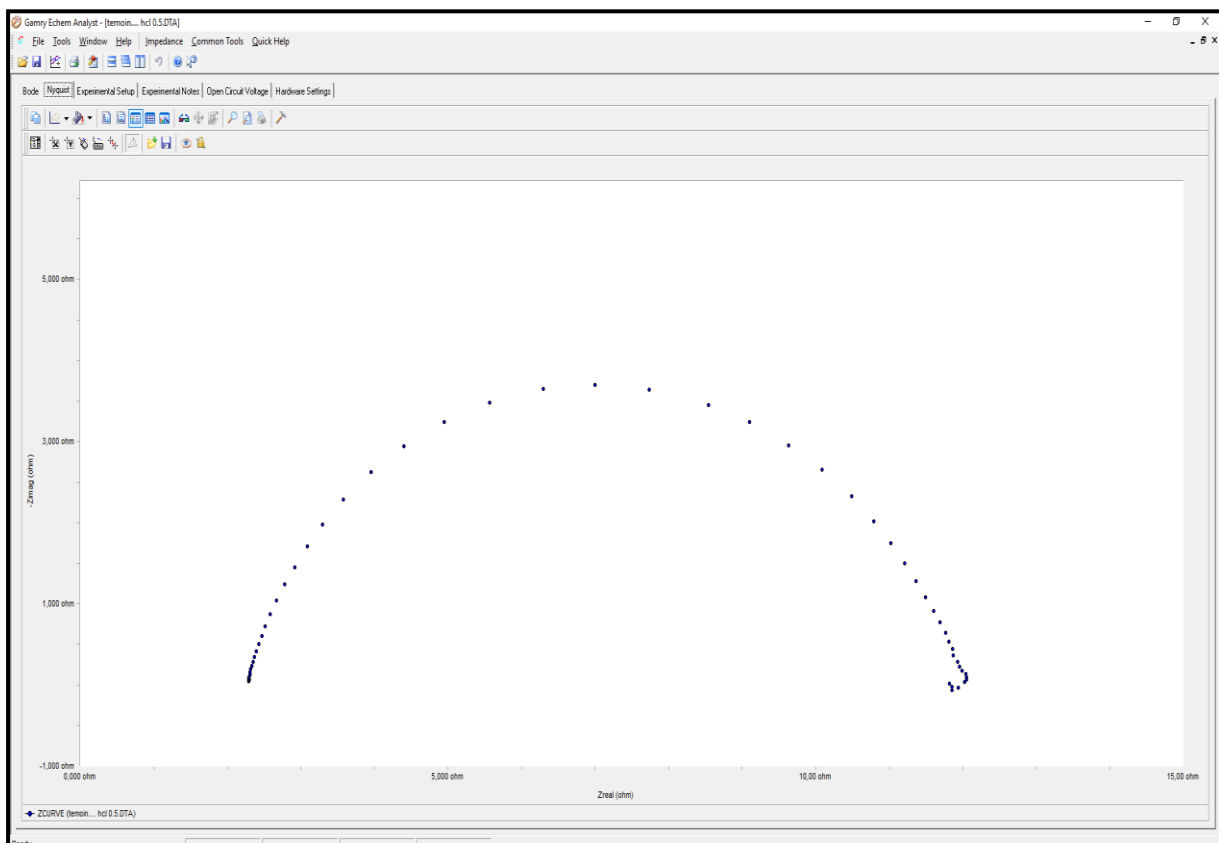 Gamry Echem Analyst - [temoin.... hcl 0.5.DTA]
File Tools Window Help Impedance Common Tools Quick Help
Bode Nyquist Experimental Setup Experimental Notes Open Circuit Voltage Hardware Settings
5,000 ohm
3,000 ohm
1,000 ohm
-1,000 ohm
-Zimag (ohm)
0,000 ohm 5,000 ohm 10,00 ohm 15,00 ohm
Zreal (ohm)
ZCURVE (temoin.... hcl 0.5.DTA)